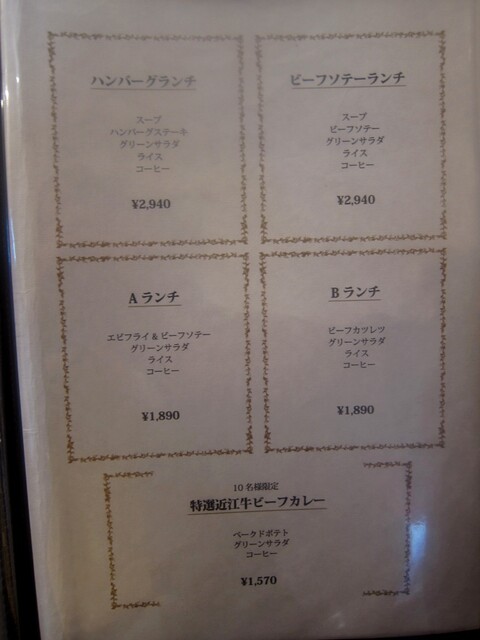 ハンバーグランチ
スープ
ハンバーグステーキ
グリーンサラダ
ライス
コーヒー
¥2,940
ビーフソテーランチ
スープ
ビーフソテー
グリーンサラダ
ライス
コーヒー
¥2,940
Aランチ
エビフライ&ビーフソテー
グリーンサラダ
ライス
コーヒー
¥1,890
Bランチ
ビーフカツレツ
グリーンサラダ
ライス
コーヒー
¥1,890
10名様限定
特選近江牛ビーフカレー
ベークドポテト
グリーンサラダ
コーヒー
¥1,570